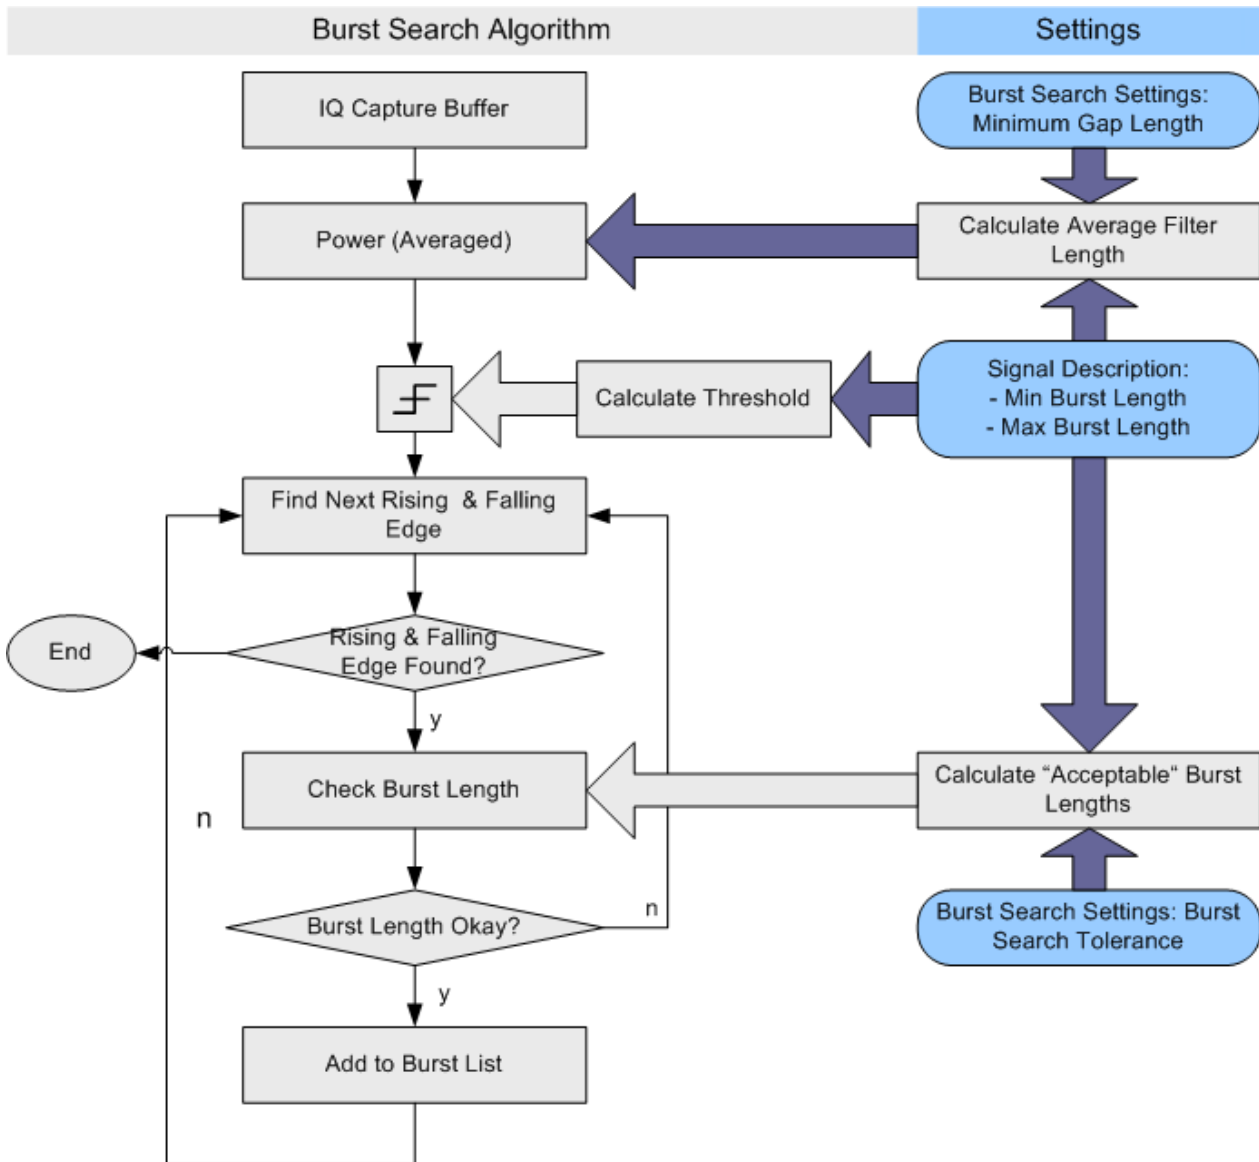 Burst Search Algorithm
Settings
IQ Capture Buffer
Burst Search Settings:
Minimum Gap Length
Power (Averaged)
Calculate Average Filter
Length
Calculate Threshold
Signal Description:
- Min Burst Length
- Max Burst Length
Find Next Rising & Falling
Edge
End
Rising & Falling
Edge Found?
y
Check Burst Length
Calculate “Acceptable“ Burst
Lengths
n
Burst Length Okay?
n
Burst Search Settings: Burst
Search Tolerance
y
Add to Burst List